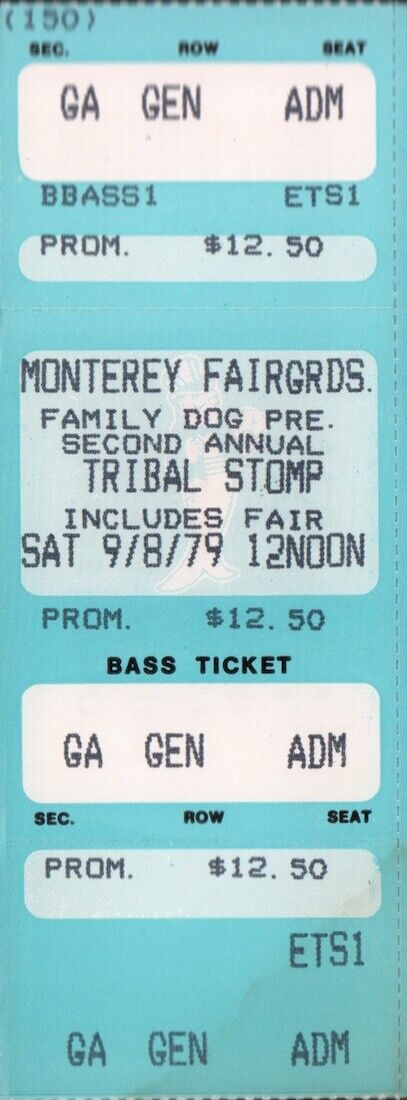 (150)
SEC. ROW SEAT
GA GEN ADM
BBASS1 ETS1
PROM. $12.50
MONTEREY FAIRGRDS.
FAMILY DOG PRE.
SECOND ANNUAL
TRIBAL STOMP
INCLUDES FAIR
SAT 9/8/79 12NOON
PROM. $12.50
BASS TICKET
GA GEN ADM
SEC. ROW SEAT
PROM. $12.50
ETS1
GA GEN ADM